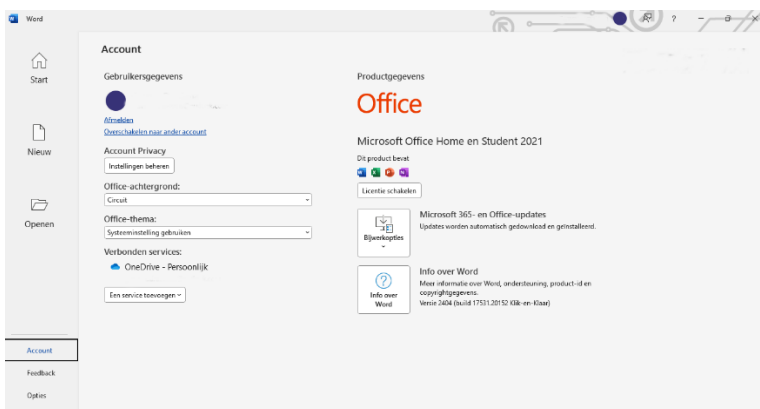 Word
?
Start
Nieuw
Openen
Account
Feedback
Opties
Account
Gebruikersgegevens
Afmelden
Overschakelen naar ander account
Account Privacy
Instellingen beheren
Office-achtergrond:
Circuit
Office-thema:
Systeeminstelling gebruiken
Verbonden services:
OneDrive - Persoonlijk
Een service toevoegen
Productgegevens
Office
Microsoft Office Home en Student 2021
Dit product bevat
Licentie schakelen
Bijwerkopties
Microsoft 365- en Office-updates
Updates worden automatisch gedownload en geïnstalleerd.
Info over
Word
Info over Word
Meer informatie over Word, ondersteuning, product-id en
copyrightgegevens.
Versie 2404 (build 17531.20152 Klik-en-Klaar)